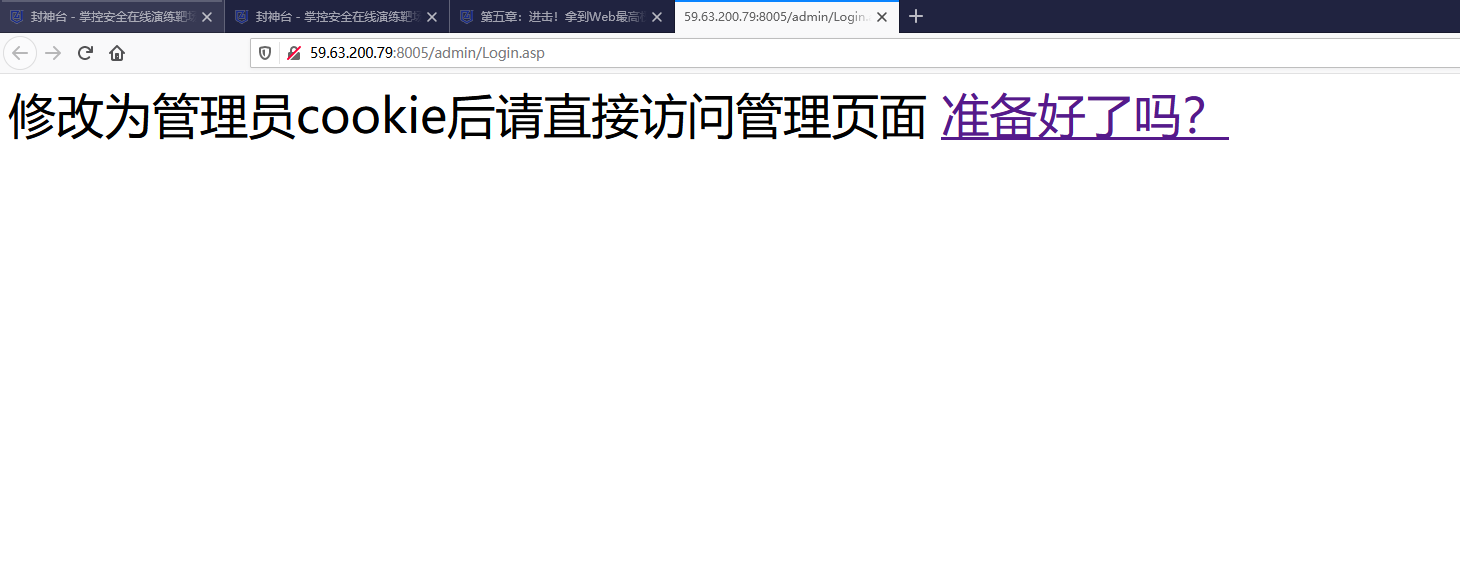 封神台 - 掌控安全在线演练靶场
封神台 - 掌控安全在线演练靶场
第五章：进击！拿到Web最高
59.63.200.79:8005/admin/Login.
59.63.200.79:8005/admin/Login.asp
修改为管理员cookie后请直接访问管理页面 准备好了吗？